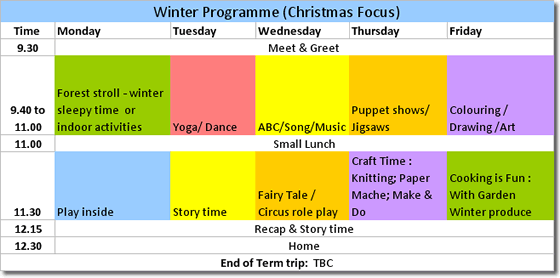 Winter Programme (Christmas Focus)
Time Monday Tuesday Wednesday Thursday Friday
9.30 Meet & Greet
Forest stroll - winter
sleepy time or Puppet shows/ Colouring /
9.40 to indoor activities Yoga/ Dance ABC/Song/Music Jigsaws Drawing /Art
11.00
11.00 Small Lunch
Craft Time :
Knitting; Paper Cooking is Fun :
Fairy Tale / Mache; Make & With Garden
11.30 Play inside Story time Circus role play Do Winter produce
12.15 Recap & Story time
12.30 Home
End of Term trip: TBC